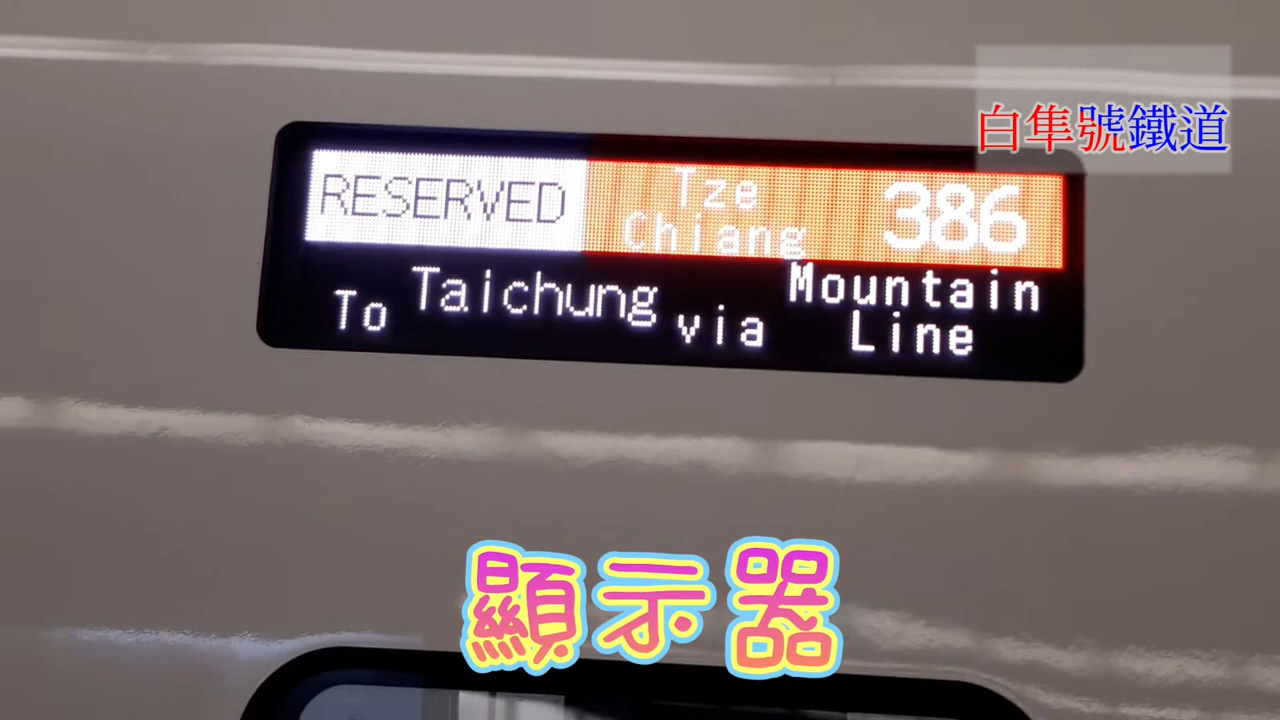 白隼號鐵道
RESERVED Tze Chiang 386
To Taichung via Mountain Line
顯示器